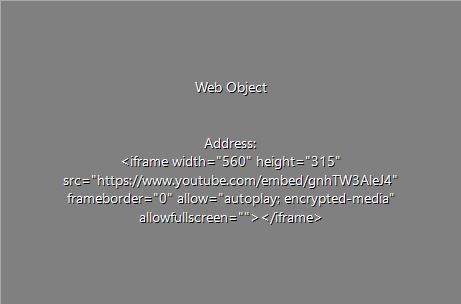 Web Object
Address:
<iframe width="560" height="315"
src="https://www.youtube.com/embed/gnhTW3AleJ4"
frameborder="0" allow="autoplay; encrypted-media"
allowfullscreen=""></iframe>